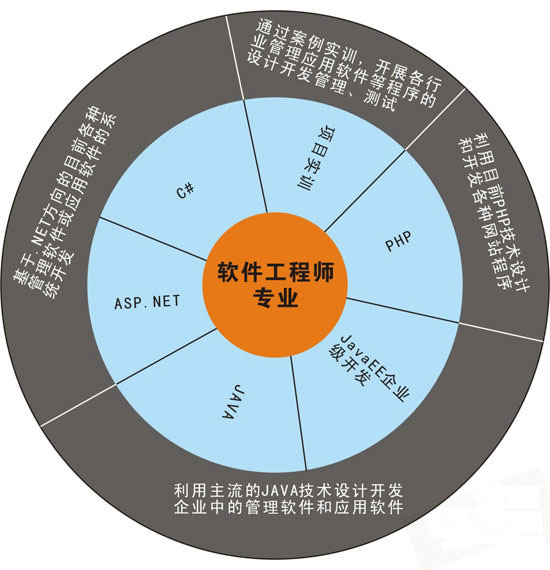 通过案例实训，开展各行
业管理应用软件等程序的
设计开发管理、测试
项目实训
利用目前PHP技术设计
和开发各种网站程序
PHP
JavaEE企业
级开发
利用主流的JAVA技术设计开发
企业中的管理软件和应用软件
JAVA
基于.NET方向的目前各种
管理软件或应用软件的系
统开发
ASP.NET
C#
软件工程师
专业